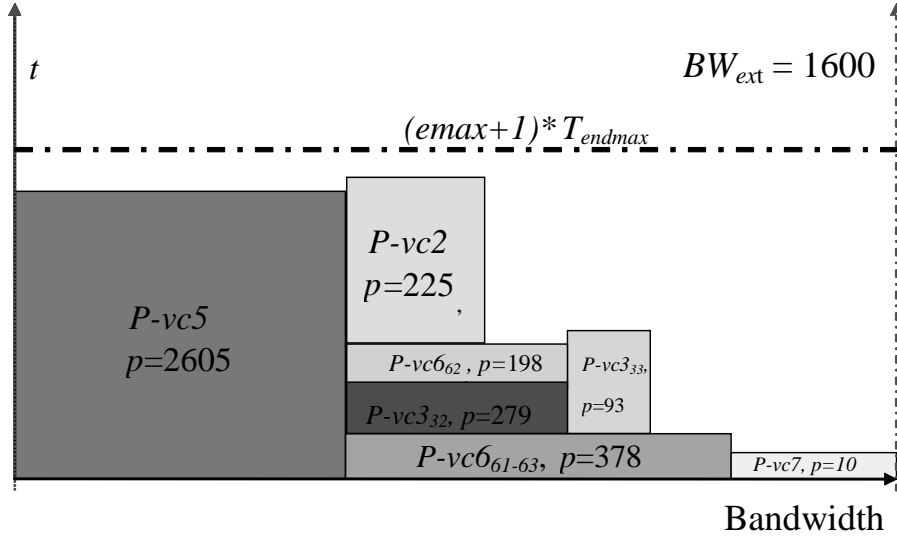 t
BW_ext = 1600
(emax+1)* T_endmax
P-vc2
p=225 ,
P-vc5
p=2605
P-vc6_62 , p=198
P-vc3_33,
p=93
P-vc3_32, p=279
P-vc6_61-63, p=378
P-vc7, p=10
Bandwidth